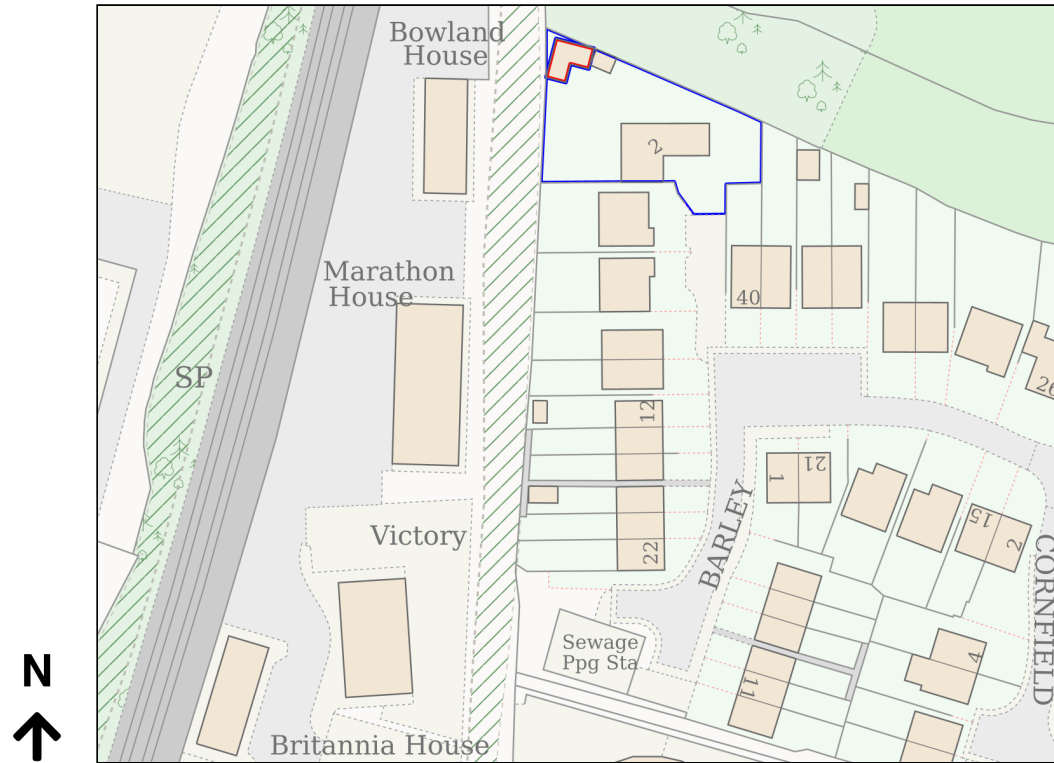 Bowland
House
2
Marathon
House
40
SP
26
12
21
1
Victory
BARLEY
15
2
22
CORNFIELD
Sewage
Ppg Sta
4
N
11
Britannia House